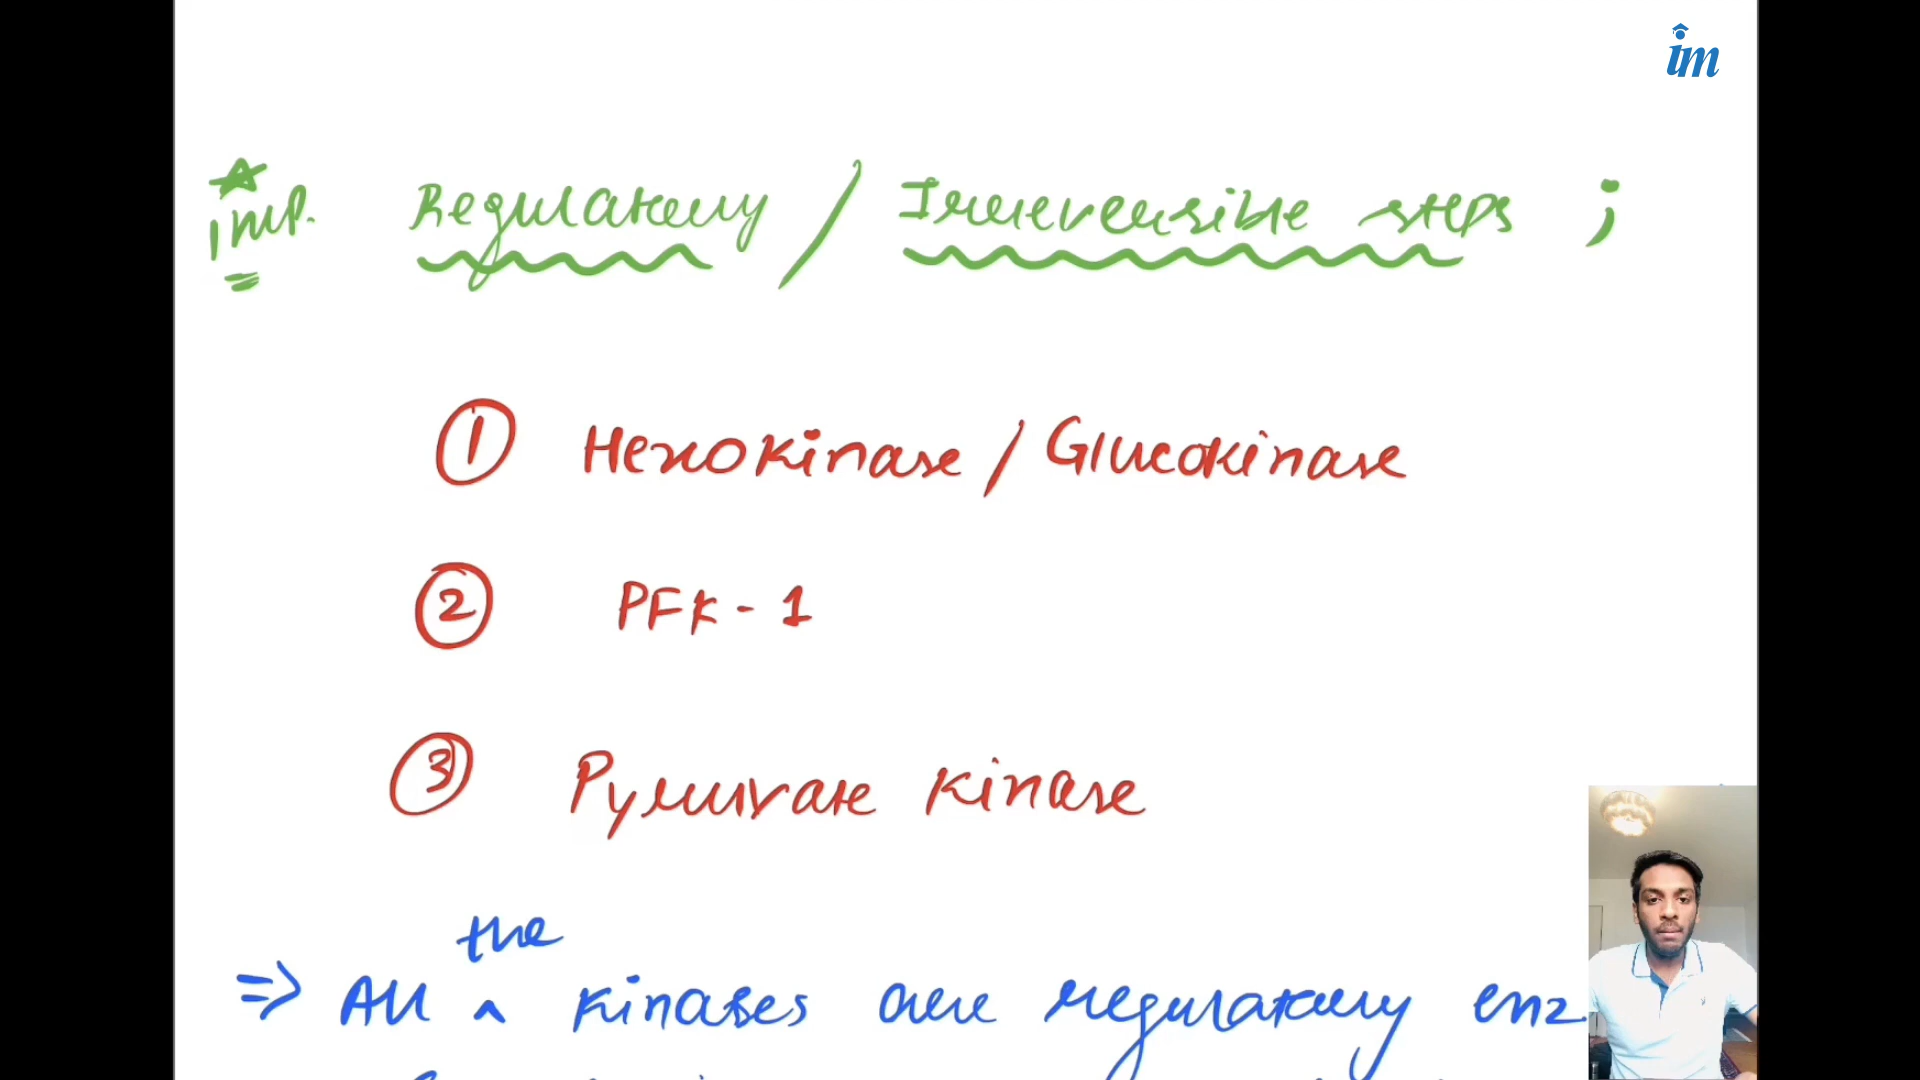 im
imp. Regulatory / Irreversible steps ;
① Hexokinase / Glucokinase
② PFK - 1
③ Pyruvate kinase
the
⇒ All ^ kinases are regulatory enz